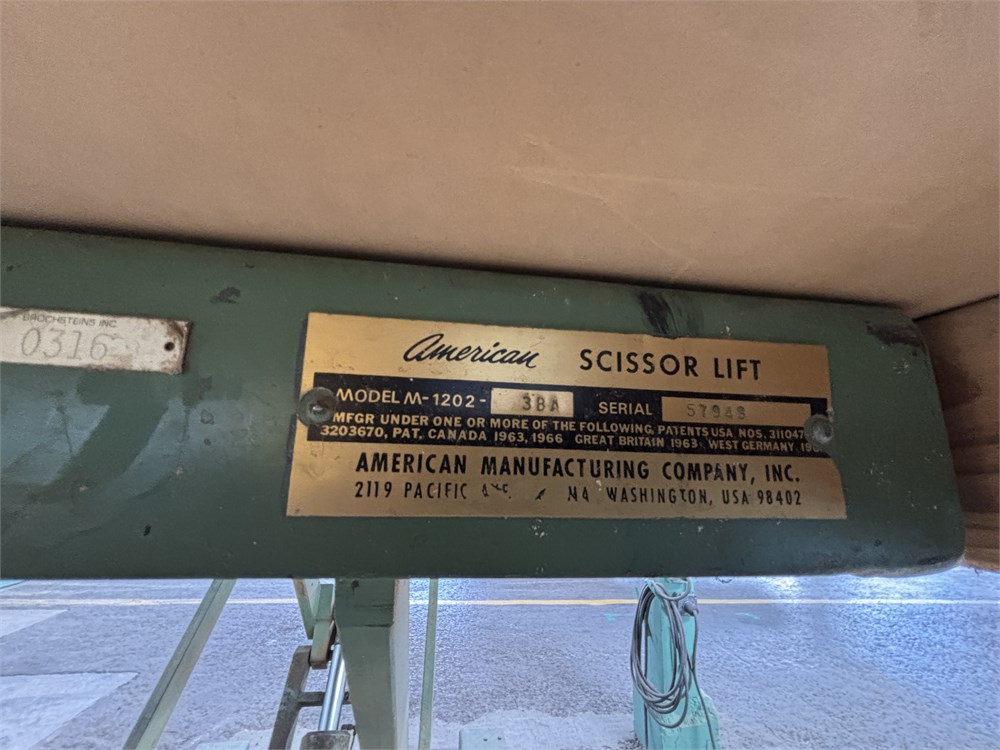 BROCHSTEINS INC.
0316
American SCISSOR LIFT
MODEL M-1202- 38A SERIAL
MFGR UNDER ONE OR MORE OF THE FOLLOWING, PATENTS USA NOS. 311047
3203670, PAT. CANADA 1963, 1966 GREAT BRITAIN 1963 WEST GERMANY
AMERICAN MANUFACTURING COMPANY, INC.
2119 PACIFIC WASHINGTON, USA 98402